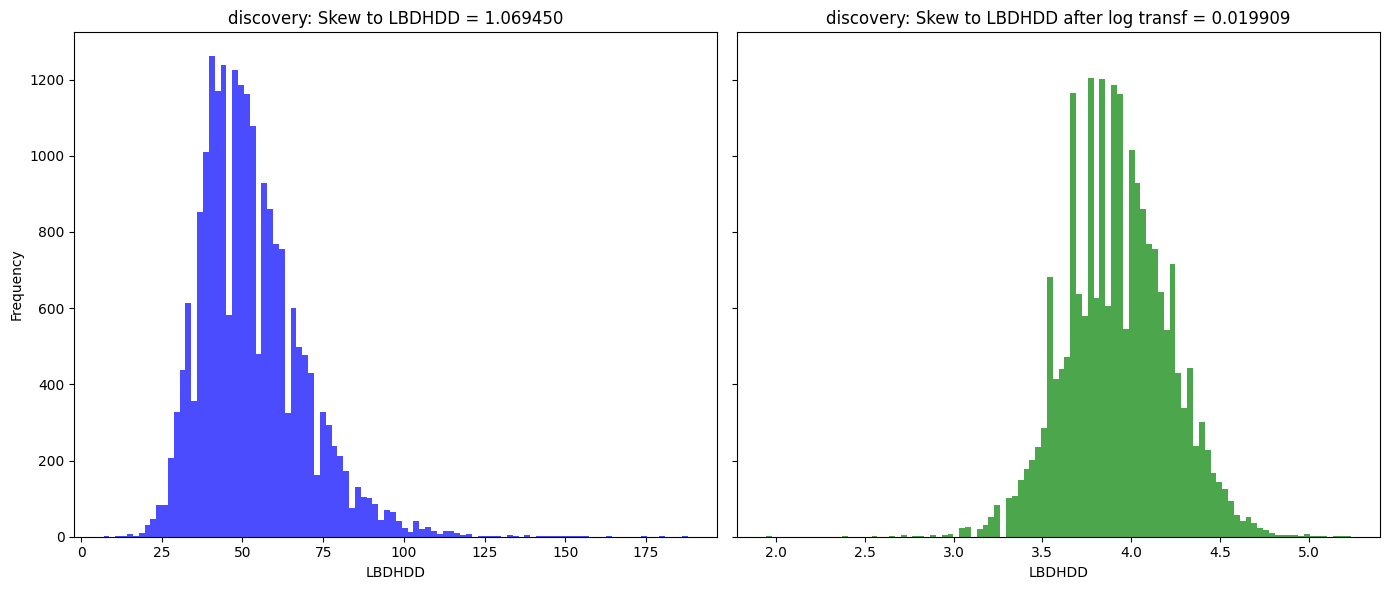 discovery: Skew to LBDHDD = 1.069450
discovery: Skew to LBDHDD after log transf = 0.019909
Frequency
1200
1000
800
600
400
200
0
0 25 50 75 100 125 150 175
LBDHDD
2.0 2.5 3.0 3.5 4.0 4.5 5.0
LBDHDD